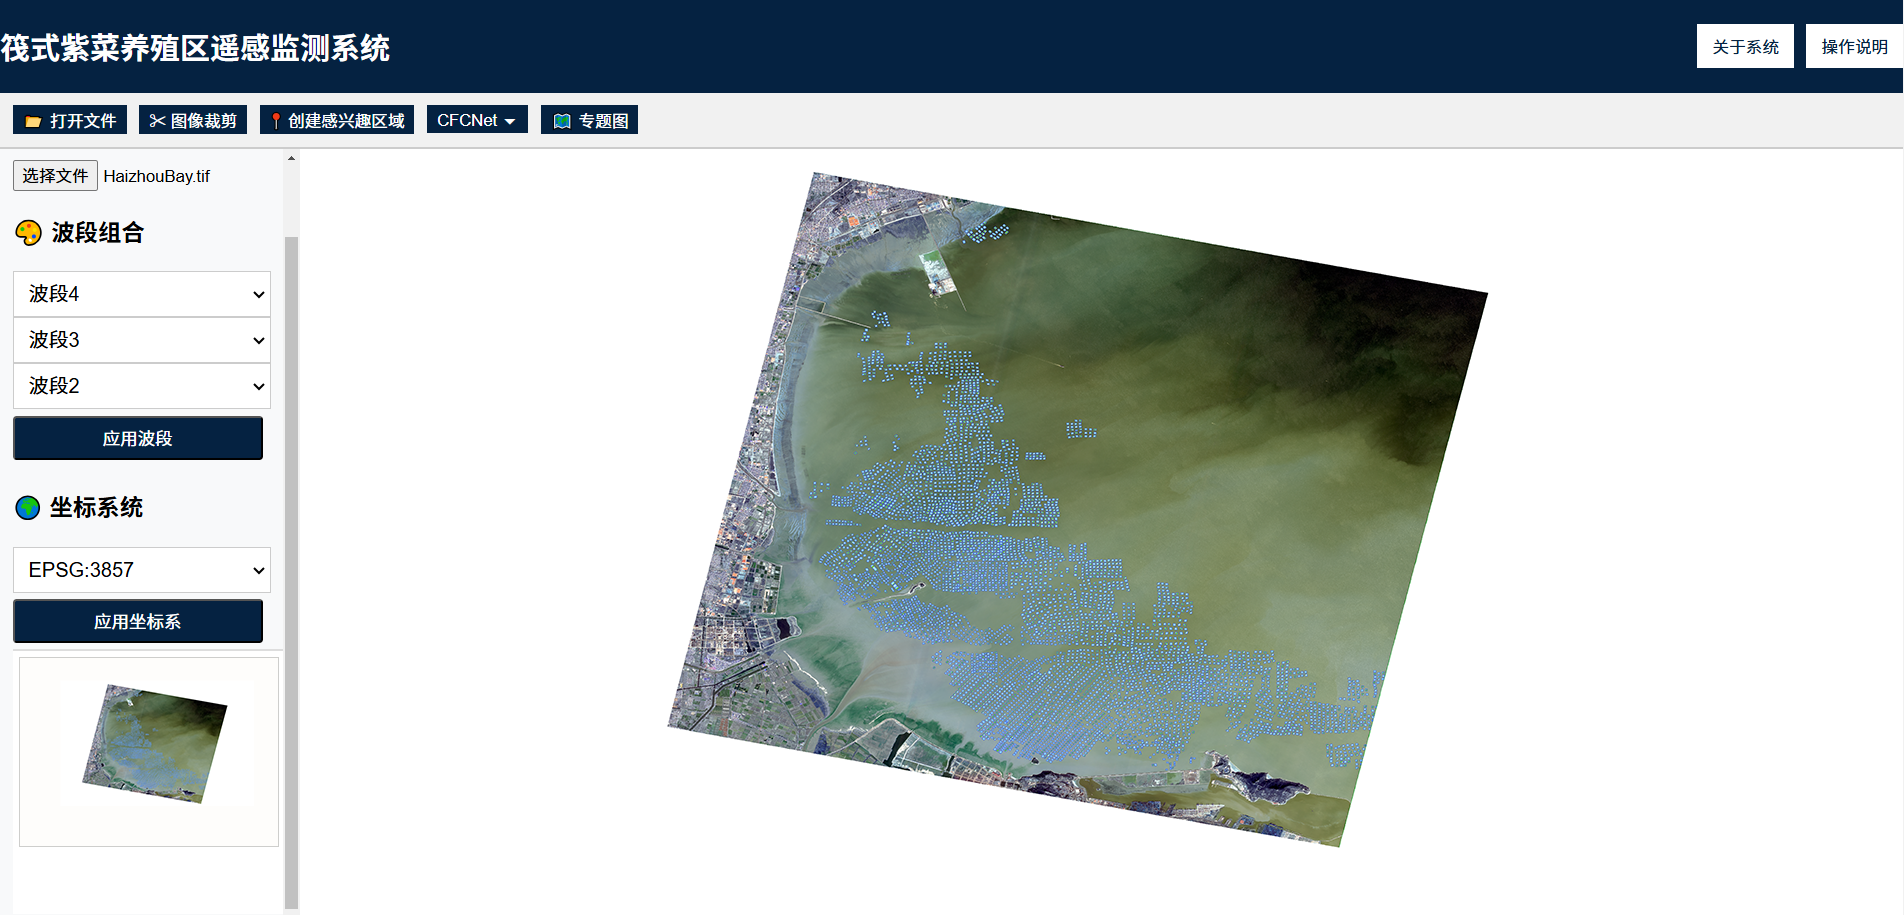 筏式紫菜养殖区遥感监测系统
关于系统
操作说明
打开文件
图像裁剪
创建感兴趣区域
CFCNet
专题图
选择文件 HaizhouBay.tif
波段组合
波段4
波段3
波段2
应用波段
坐标系统
EPSG:3857
应用坐标系